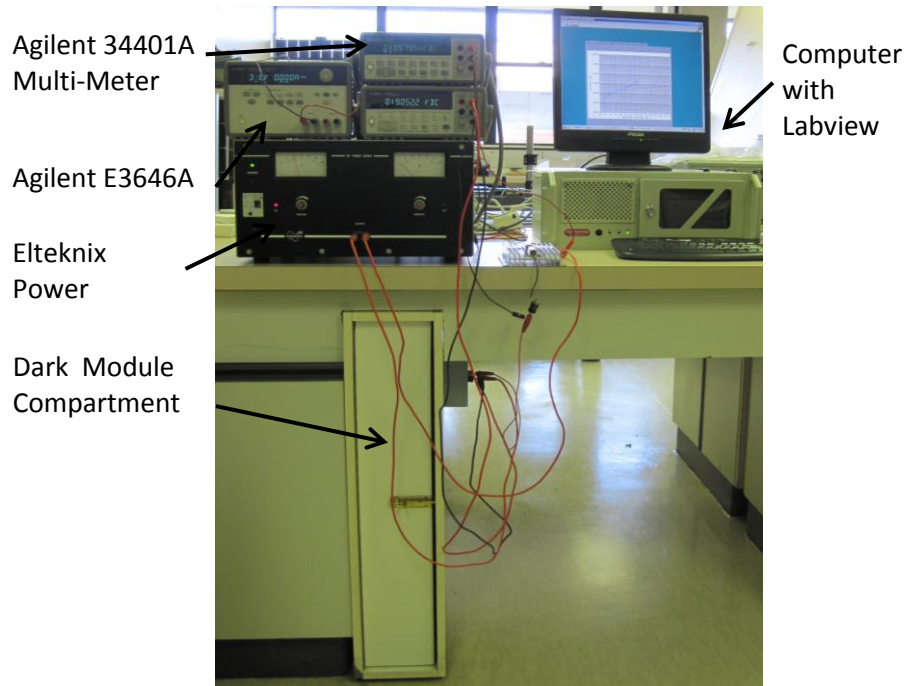 Agilent 34401A
Multi-Meter
Agilent E3646A
Elteknix
Power
Dark Module
Compartment
Computer
with
Labview